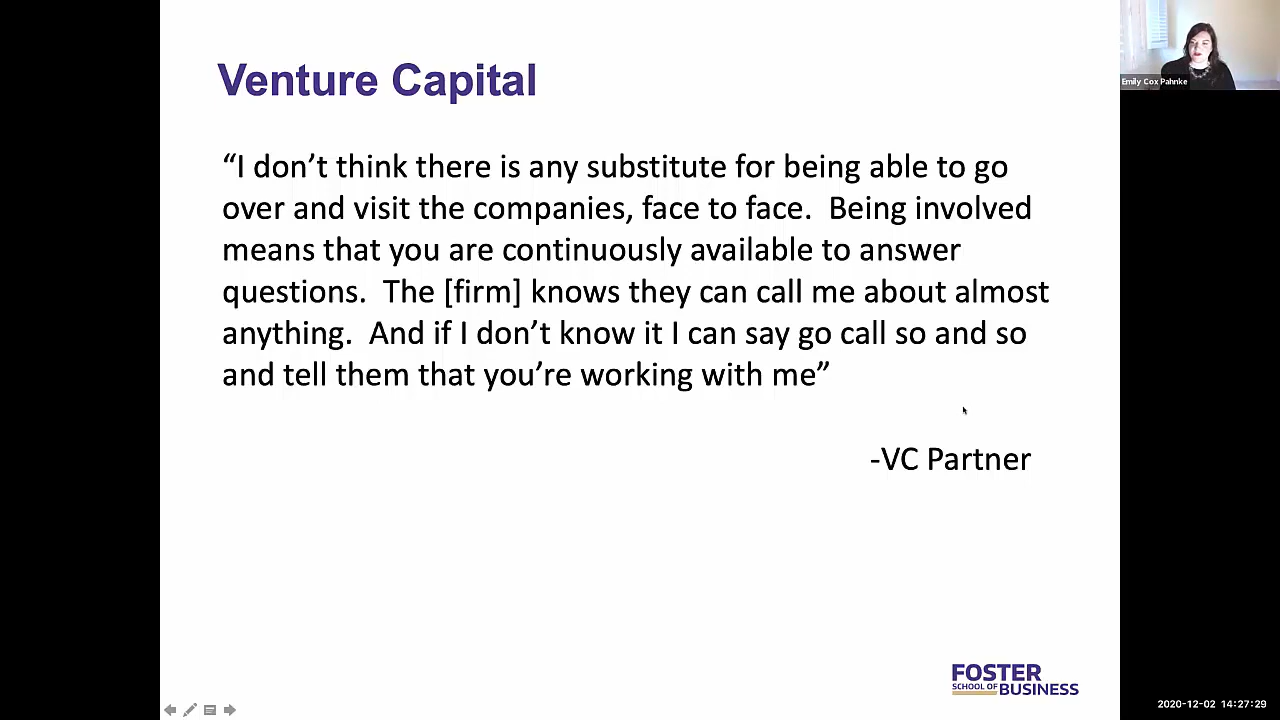 Venture Capital
“I don’t think there is any substitute for being able to go
over and visit the companies, face to face.  Being involved
means that you are continuously available to answer
questions.  The [firm] knows they can call me about almost
anything.  And if I don’t know it I can say go call so and so
and tell them that you’re working with me”
-VC Partner
Emily Cox Pahnke
FOSTER
SCHOOL OF BUSINESS
2020-12-02 14:27:29